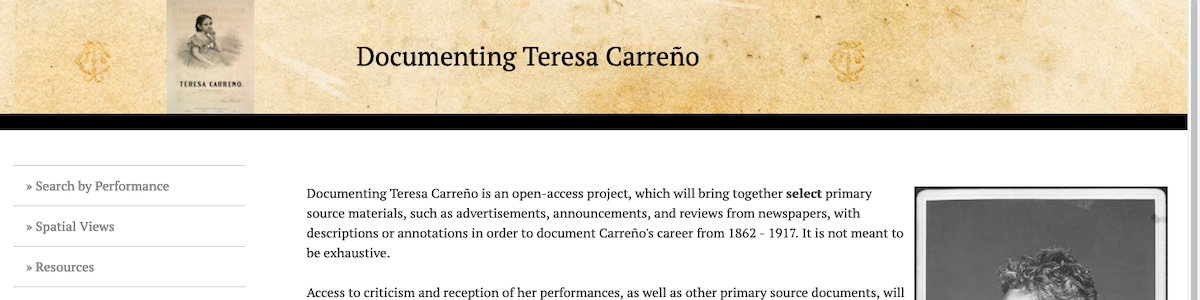 TERESA CARREÑO.
Documenting Teresa Carreño
» Search by Performance
» Spatial Views
» Resources
Documenting Teresa Carreño is an open-access project, which will bring together select primary
source materials, such as advertisements, announcements, and reviews from newspapers, with
descriptions or annotations in order to document Carreño's career from 1862 - 1917. It is not meant to
be exhaustive.
Access to criticism and reception of her performances, as well as other primary source documents, will